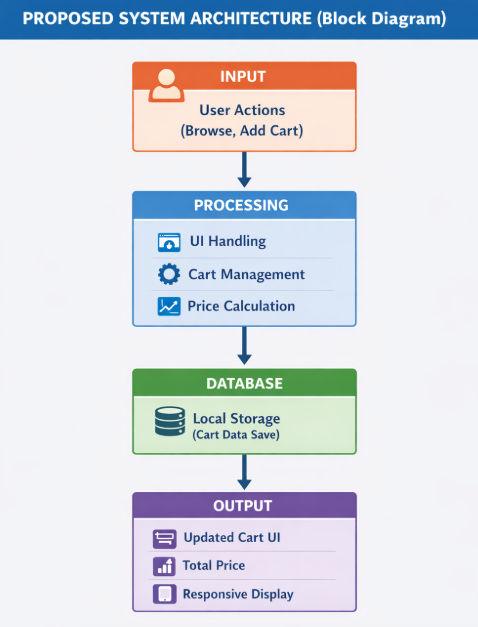 PROPOSED SYSTEM ARCHITECTURE (Block Diagram)
INPUT
User Actions
(Browse, Add Cart)
PROCESSING
UI Handling
Cart Management
Price Calculation
DATABASE
Local Storage
(Cart Data Save)
OUTPUT
Updated Cart UI
Total Price
Responsive Display